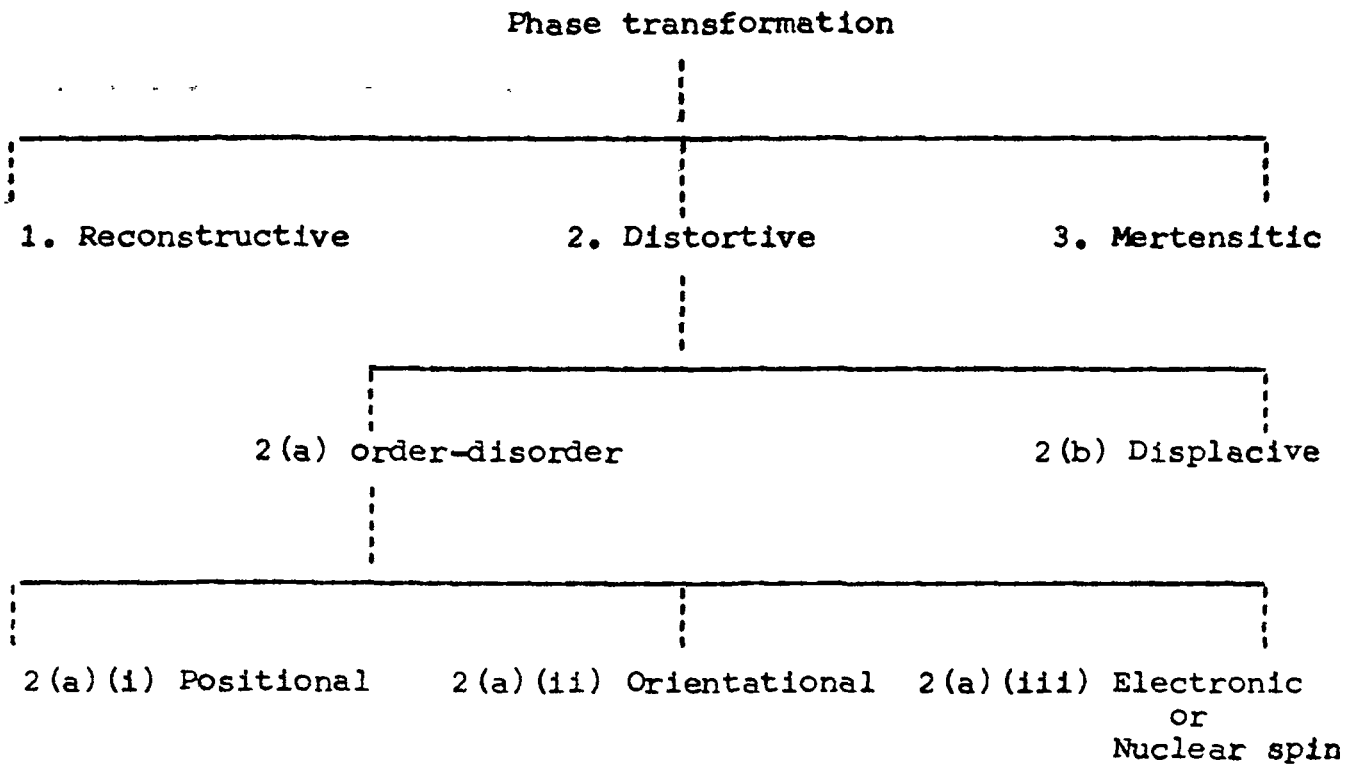 Phase transformation
1. Reconstructive
2. Distortive
3. Mertensitic
2(a) order-disorder
2(b) Displacive
2(a)(i) Positional
2(a)(ii) Orientational
2(a)(iii) Electronic
or
Nuclear spin